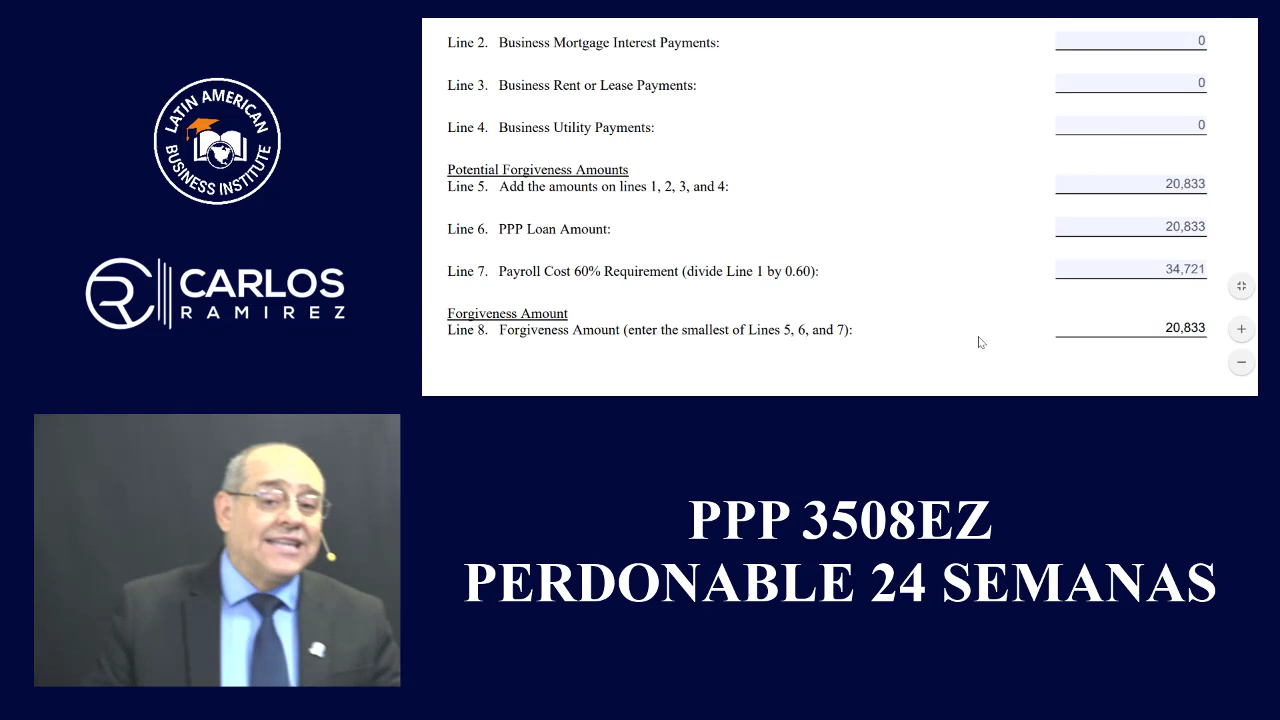 LATIN AMERICAN
BUSINESS INSTITUTE
CARLOS
RAMIREZ
Line 2. Business Mortgage Interest Payments: 0
Line 3. Business Rent or Lease Payments: 0
Line 4. Business Utility Payments: 0
Potential Forgiveness Amounts
Line 5. Add the amounts on lines 1, 2, 3, and 4: 20,833
Line 6. PPP Loan Amount: 20,833
Line 7. Payroll Cost 60% Requirement (divide Line 1 by 0.60): 34,721
Forgiveness Amount
Line 8. Forgiveness Amount (enter the smallest of Lines 5, 6, and 7): 20,833
PPP 3508EZ
PERDONABLE 24 SEMANAS